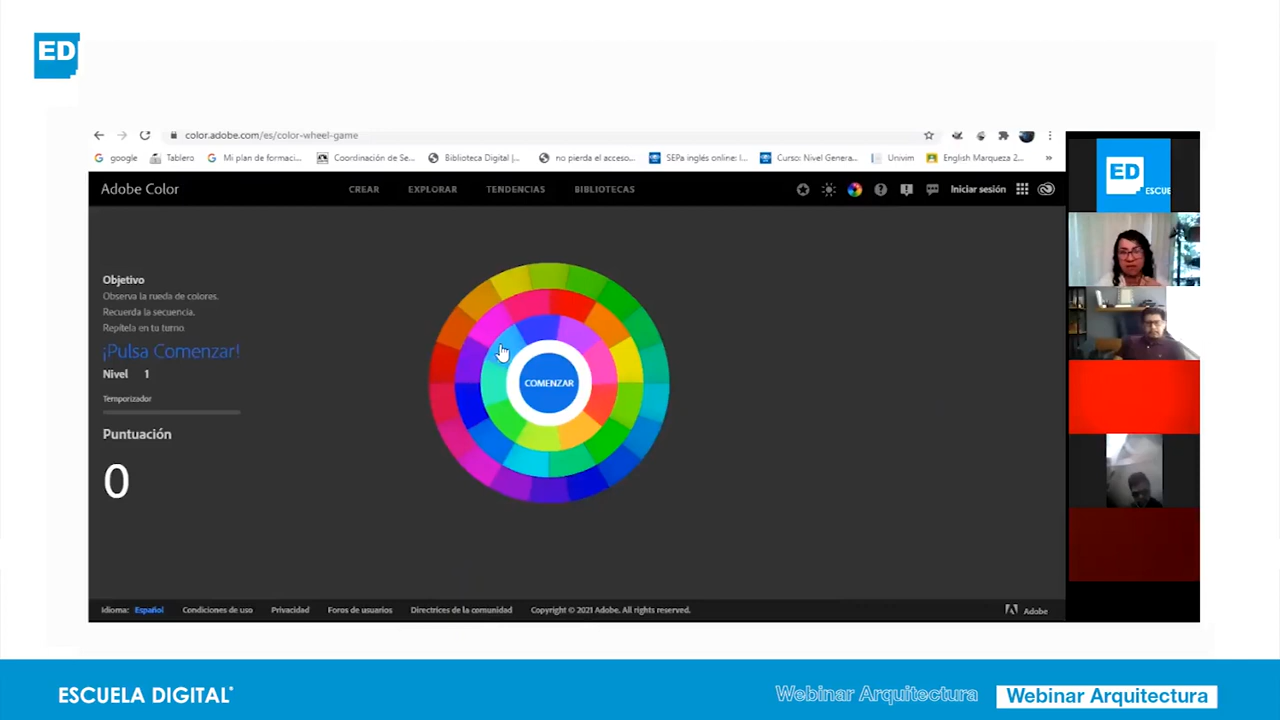 ED
color.adobe.com/es/color-wheel-game
google
Tablero
Mi plan de formaci...
Coordinación de Se...
Biblioteca Digital |...
no pierda el acceso...
SEPa inglés online: l...
Curso: Nivel Genera...
Univim
English Marqueza 2...
»
Adobe Color
CREAR
EXPLORAR
TENDENCIAS
BIBLIOTECAS
Iniciar sesión
ED
ESCUE
Objetivo
Observa la rueda de colores.
Recuerda la secuencia.
Repítela en tu turno.
¡Pulsa Comenzar!
Nivel 1
Temporizador
Puntuación
0
COMENZAR
Idioma: Español
Condiciones de uso
Privacidad
Foros de usuarios
Directrices de la comunidad
Copyright © 2021 Adobe. All rights reserved.
Adobe
ESCUELA DIGITAL®
Webinar Arquitectura
Webinar Arquitectura